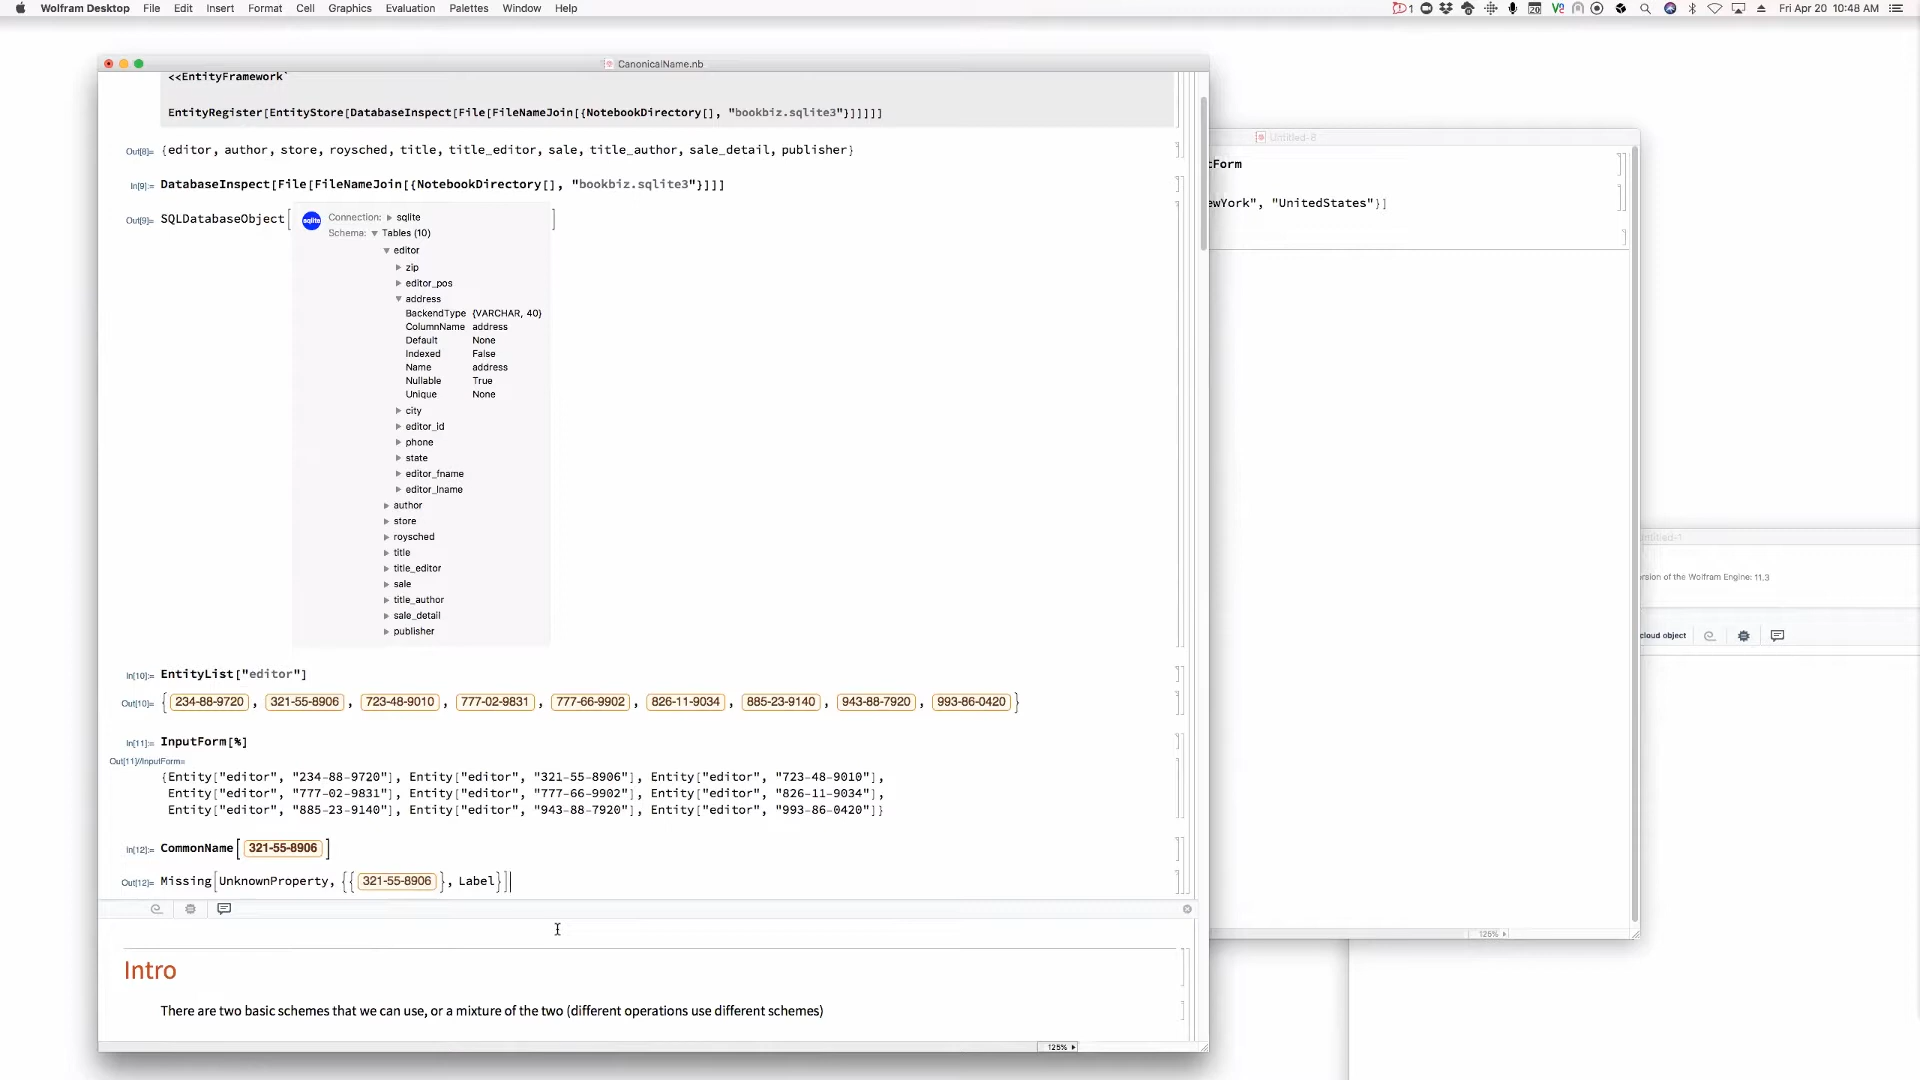 Wolfram Desktop File Edit Insert Format Cell Graphics Evaluation Palettes Window Help
1 20 Fri Apr 20 10:48 AM
CanonicalName.nb
<<EntityFramework`
EntityRegister[EntityStore[DatabaseInspect[File[FileNameJoin[{NotebookDirectory[], "bookbiz.sqlite3"}]]]]]
Out[8]= {editor, author, store, roysched, title, title_editor, sale, title_author, sale_detail, publisher}
In[9]:= DatabaseInspect[File[FileNameJoin[{NotebookDirectory[], "bookbiz.sqlite3"}]]]
Out[9]= SQLDatabaseObject[ sqlite Connection: sqlite ]
Schema: Tables (10)
editor
zip
editor_pos
address
BackendType {VARCHAR, 40}
ColumnName address
Default None
Indexed False
Name address
Nullable True
Unique None
city
editor_id
phone
state
editor_fname
editor_lname
author
store
roysched
title
title_editor
sale
title_author
sale_detail
publisher
In[10]:= EntityList["editor"]
Out[10]= { 234-88-9720 , 321-55-8906 , 723-48-9010 , 777-02-9831 , 777-66-9902 , 826-11-9034 , 885-23-9140 , 943-88-7920 , 993-86-0420 }
In[11]:= InputForm[%]
Out[11]//InputForm=
{Entity["editor", "234-88-9720"], Entity["editor", "321-55-8906"], Entity["editor", "723-48-9010"],
Entity["editor", "777-02-9831"], Entity["editor", "777-66-9902"], Entity["editor", "826-11-9034"],
Entity["editor", "885-23-9140"], Entity["editor", "943-88-7920"], Entity["editor", "993-86-0420"]}
In[12]:= CommonName[ 321-55-8906 ]
Out[12]= Missing[UnknownProperty, {{ 321-55-8906 }, Label}]
Intro
There are two basic schemes that we can use, or a mixture of the two (different operations use different schemes)
125%
Untitled-8
tForm
ewYork", "UnitedStates"}]
125%
ntitled-1
rsion of the Wolfram Engine: 11.3
cloud object